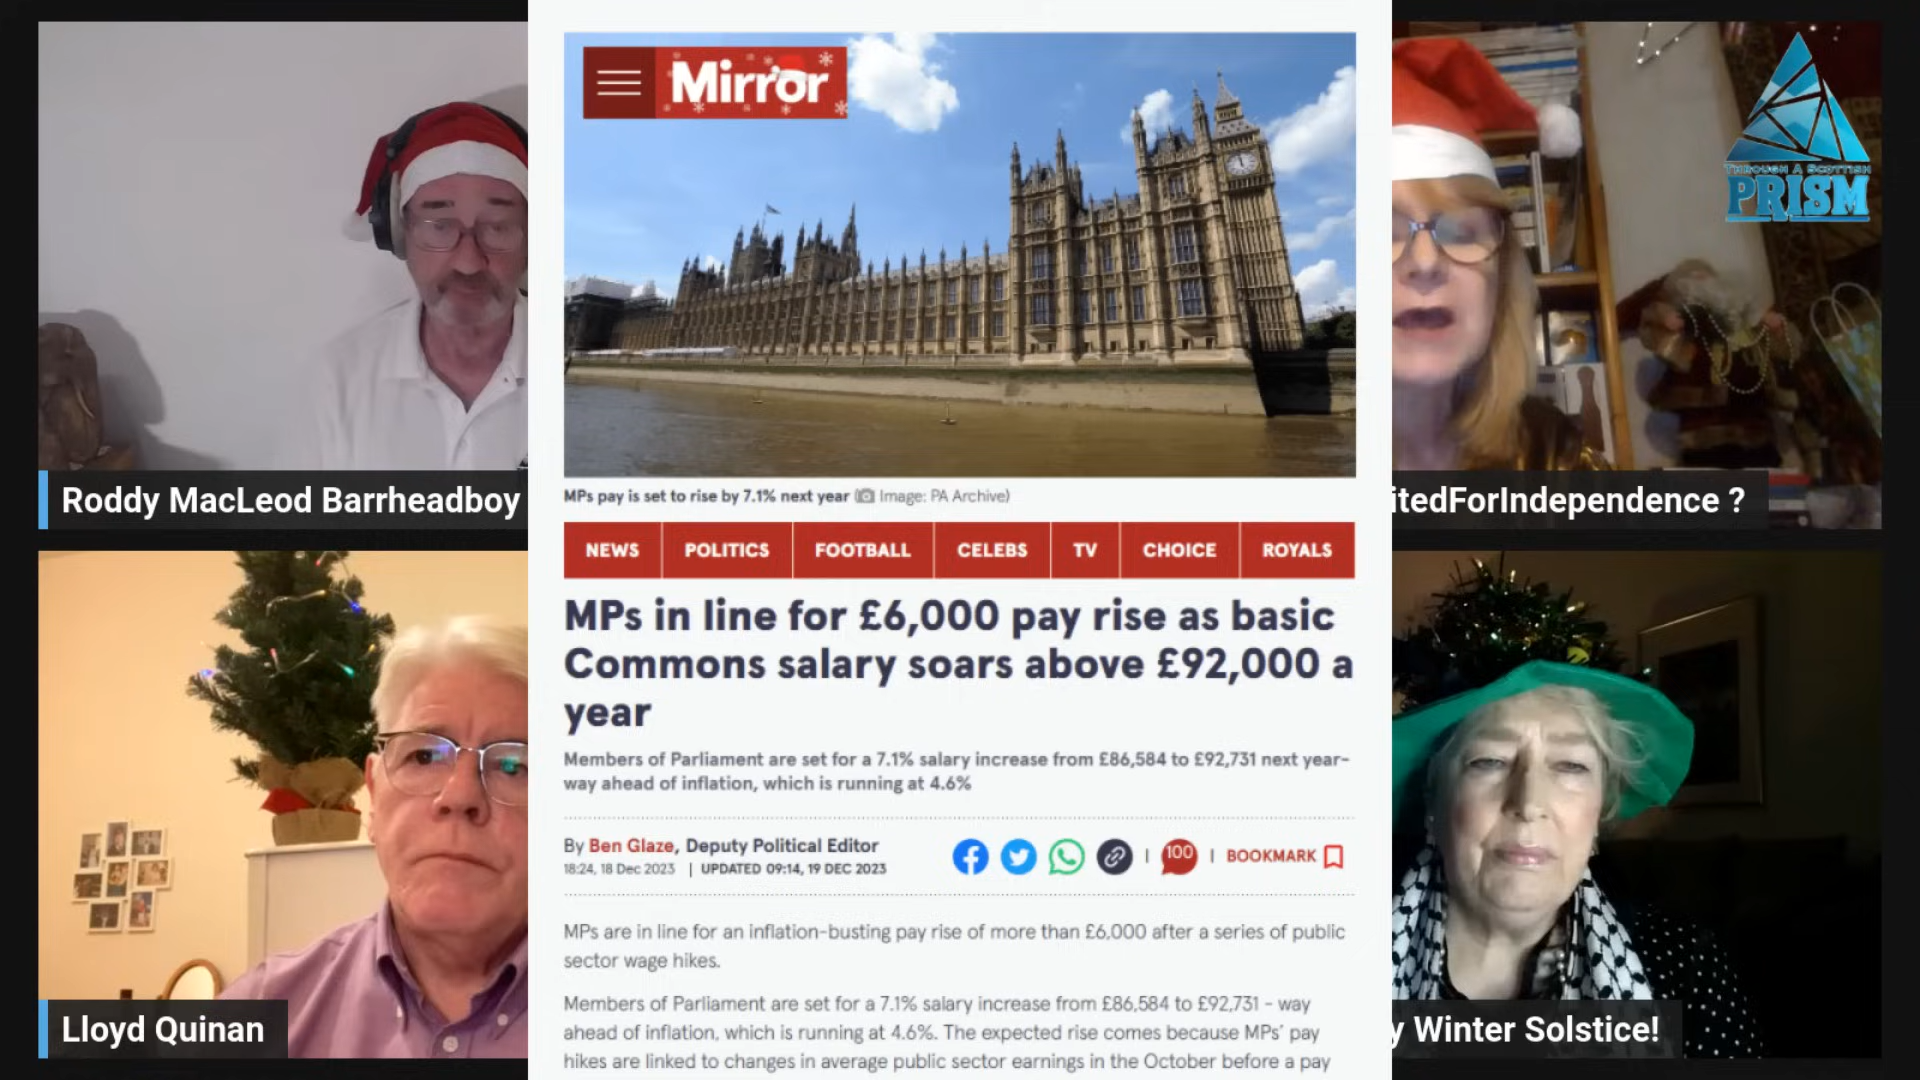 Mirror
THROUGH A SCOTTISH
PRISM
MPs pay is set to rise by 7.1% next year (Image: PA Archive)
NEWS POLITICS FOOTBALL CELEBS TV CHOICE ROYALS
MPs in line for £6,000 pay rise as basic
Commons salary soars above £92,000 a
year
Members of Parliament are set for a 7.1% salary increase from £86,584 to £92,731 next year-
way ahead of inflation, which is running at 4.6%
By Ben Glaze, Deputy Political Editor
18:24, 18 Dec 2023 | UPDATED 09:14, 19 DEC 2023
100 | BOOKMARK
MPs are in line for an inflation-busting pay rise of more than £6,000 after a series of public
sector wage hikes.
Members of Parliament are set for a 7.1% salary increase from £86,584 to £92,731 - way
ahead of inflation, which is running at 4.6%. The expected rise comes because MPs' pay
hikes are linked to changes in average public sector earnings in the October before a pay
Roddy MacLeod Barrheadboy
itedForIndependence ?
Lloyd Quinan
y Winter Solstice!